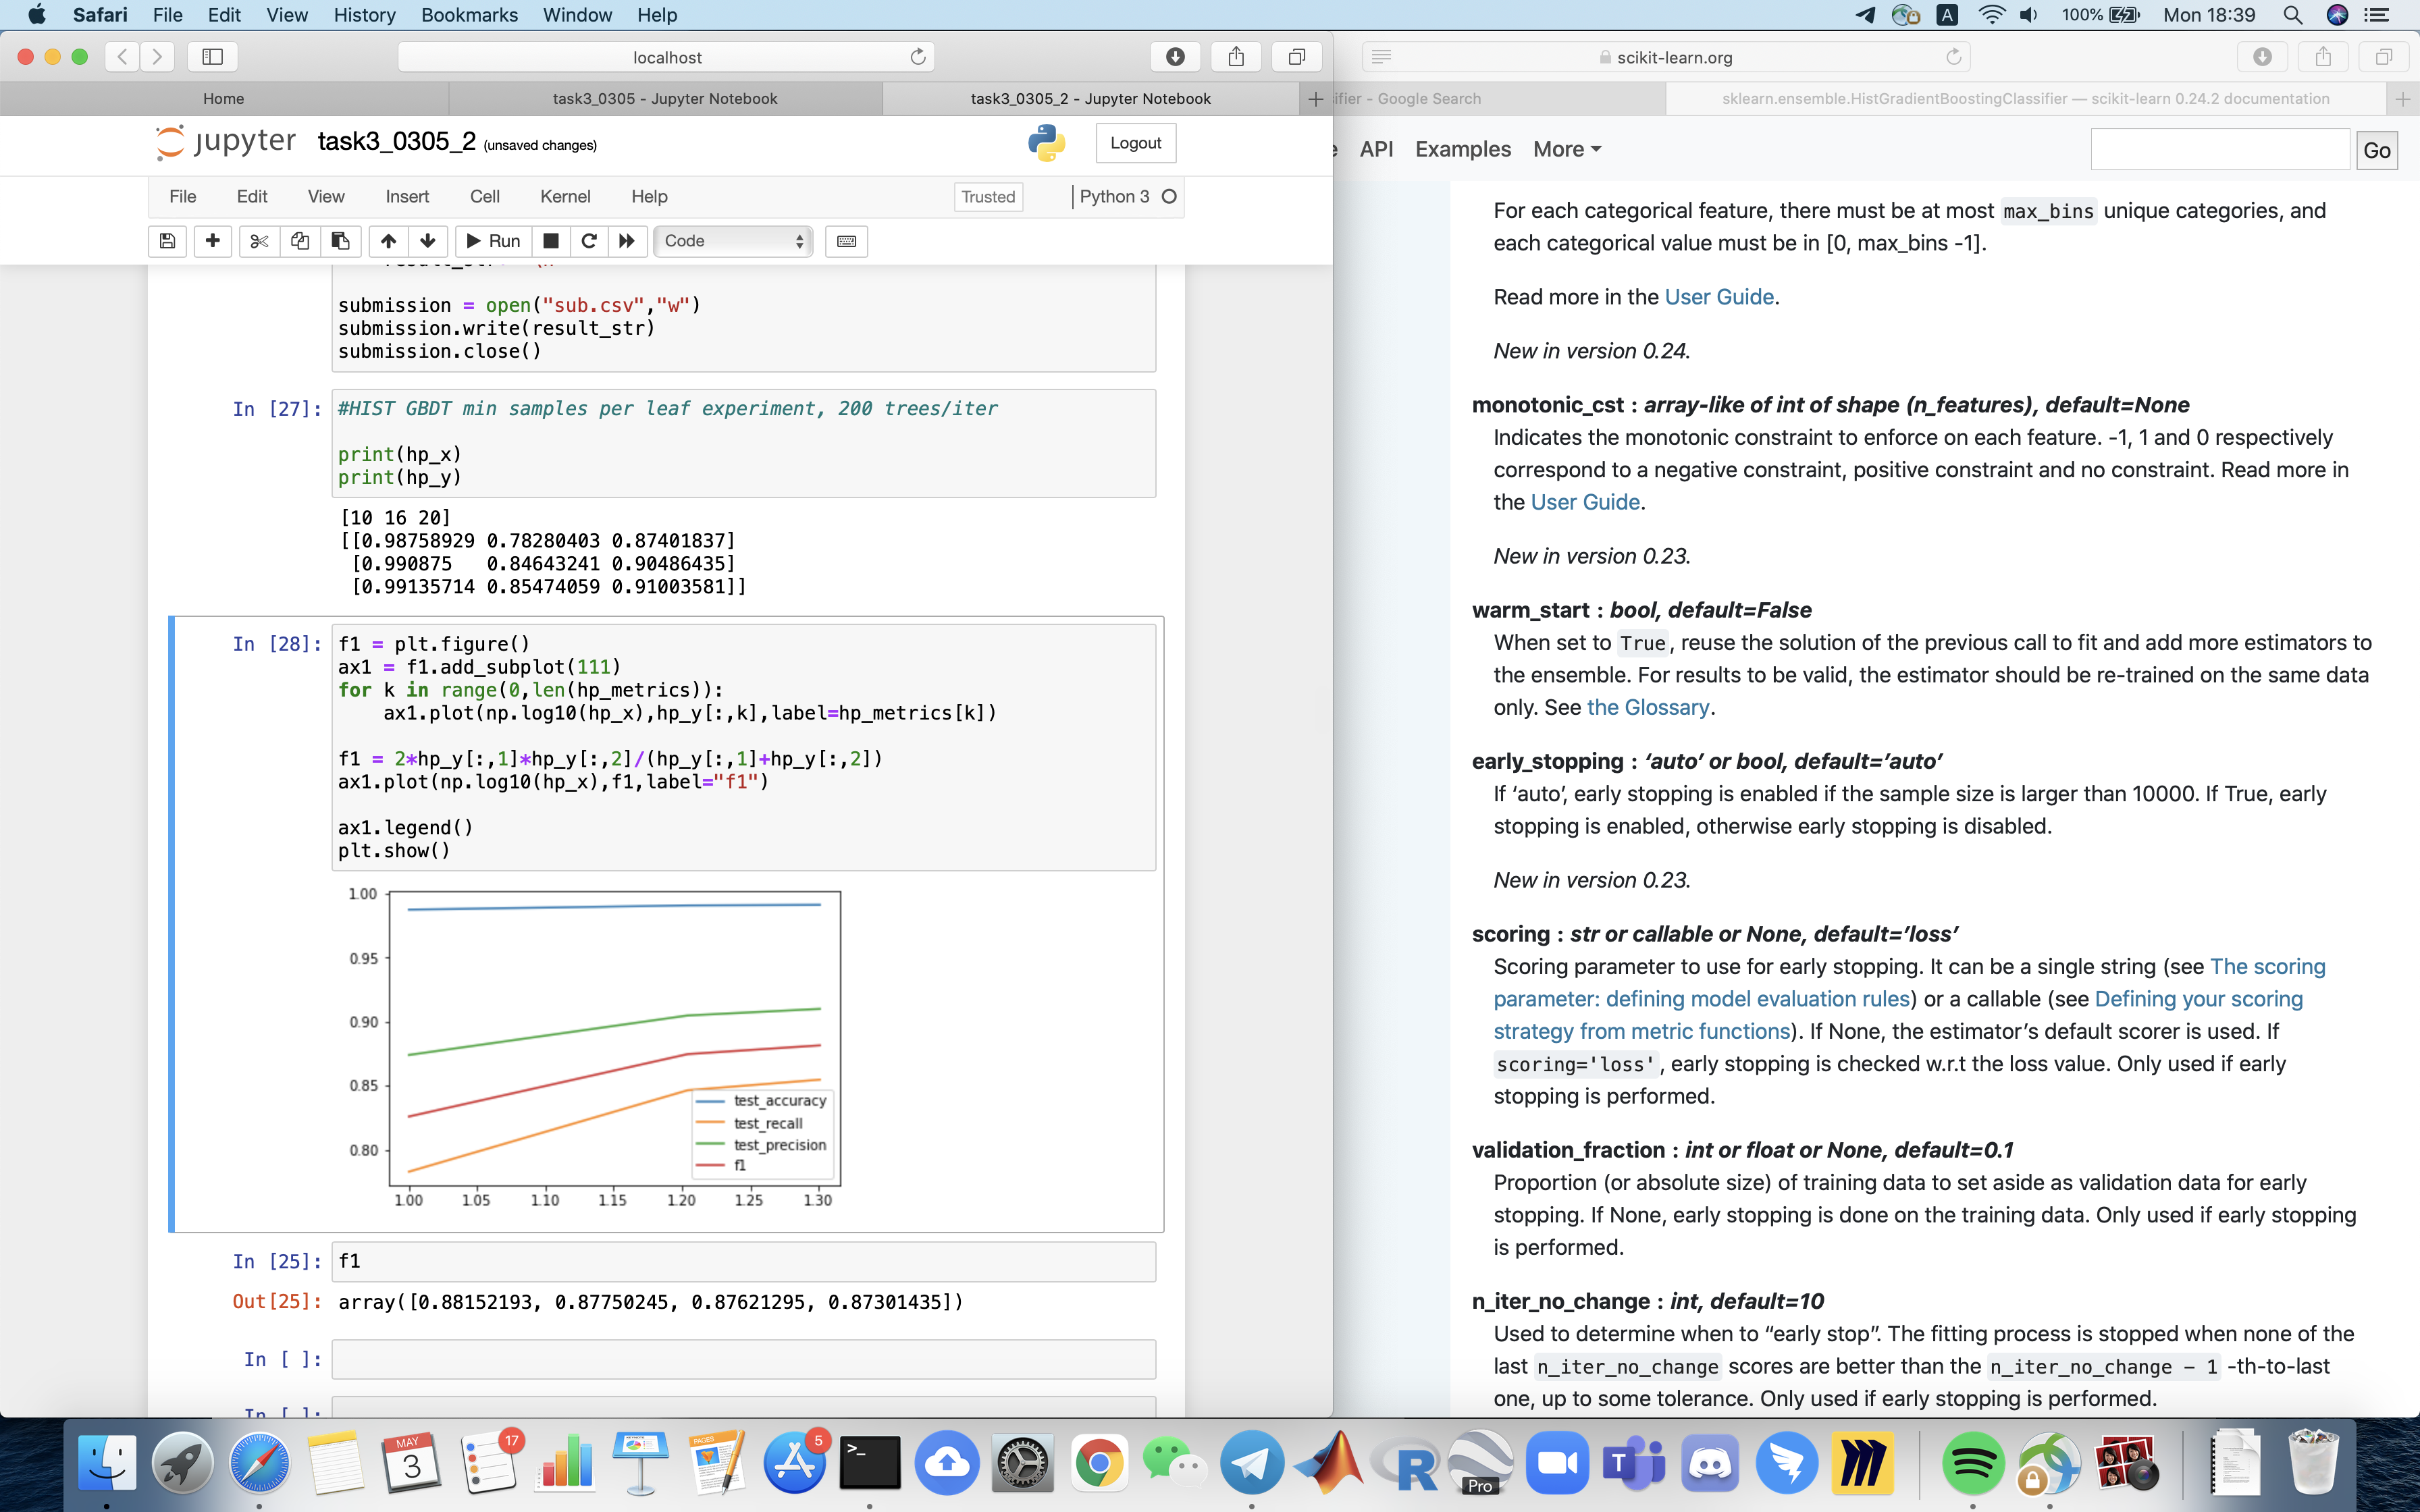 Safari File Edit View History Bookmarks Window Help
A 100% Mon 18:39
localhost
scikit-learn.org
Home
task3_0305 - Jupyter Notebook
task3_0305_2 - Jupyter Notebook
ifier - Google Search
sklearn.ensemble.HistGradientBoostingClassifier — scikit-learn 0.24.2 documentation
jupyter task3_0305_2 (unsaved changes)
Logout
File Edit View Insert Cell Kernel Help
Trusted
Python 3
Run
Code
submission = open("sub.csv","w")
submission.write(result_str)
submission.close()
In [27]:
#HIST GBDT min samples per leaf experiment, 200 trees/iter
print(hp_x)
print(hp_y)
[10 16 20]
[[0.98758929 0.78280403 0.87401837]
[0.990875 0.84643241 0.90486435]
[0.99135714 0.85474059 0.91003581]]
In [28]:
f1 = plt.figure()
ax1 = f1.add_subplot(111)
for k in range(0,len(hp_metrics)):
ax1.plot(np.log10(hp_x),hp_y[:,k],label=hp_metrics[k])
f1 = 2*hp_y[:,1]*hp_y[:,2]/(hp_y[:,1]+hp_y[:,2])
ax1.plot(np.log10(hp_x),f1,label="f1")
ax1.legend()
plt.show()
1.00
0.95
0.90
0.85
0.80
test_accuracy
test_recall
test_precision
f1
1.00 1.05 1.10 1.15 1.20 1.25 1.30
In [25]:
f1
Out[25]:
array([0.88152193, 0.87750245, 0.87621295, 0.87301435])
In [ ]:
In [ ]:
API Examples More
Go
For each categorical feature, there must be at most max_bins unique categories, and
each categorical value must be in [0, max_bins -1].
Read more in the User Guide.
New in version 0.24.
monotonic_cst : array-like of int of shape (n_features), default=None
Indicates the monotonic constraint to enforce on each feature. -1, 1 and 0 respectively
correspond to a negative constraint, positive constraint and no constraint. Read more in
the User Guide.
New in version 0.23.
warm_start : bool, default=False
When set to True, reuse the solution of the previous call to fit and add more estimators to
the ensemble. For results to be valid, the estimator should be re-trained on the same data
only. See the Glossary.
early_stopping : ‘auto’ or bool, default=’auto’
If ‘auto’, early stopping is enabled if the sample size is larger than 10000. If True, early
stopping is enabled, otherwise early stopping is disabled.
New in version 0.23.
scoring : str or callable or None, default=’loss’
Scoring parameter to use for early stopping. It can be a single string (see The scoring
parameter: defining model evaluation rules) or a callable (see Defining your scoring
strategy from metric functions). If None, the estimator’s default scorer is used. If
scoring='loss', early stopping is checked w.r.t the loss value. Only used if early
stopping is performed.
validation_fraction : int or float or None, default=0.1
Proportion (or absolute size) of training data to set aside as validation data for early
stopping. If None, early stopping is done on the training data. Only used if early stopping
is performed.
n_iter_no_change : int, default=10
Used to determine when to “early stop”. The fitting process is stopped when none of the
last n_iter_no_change scores are better than the n_iter_no_change - 1 -th-to-last
one, up to some tolerance. Only used if early stopping is performed.
MAY
3
17
PAGES
5
>_
R
Pro
T